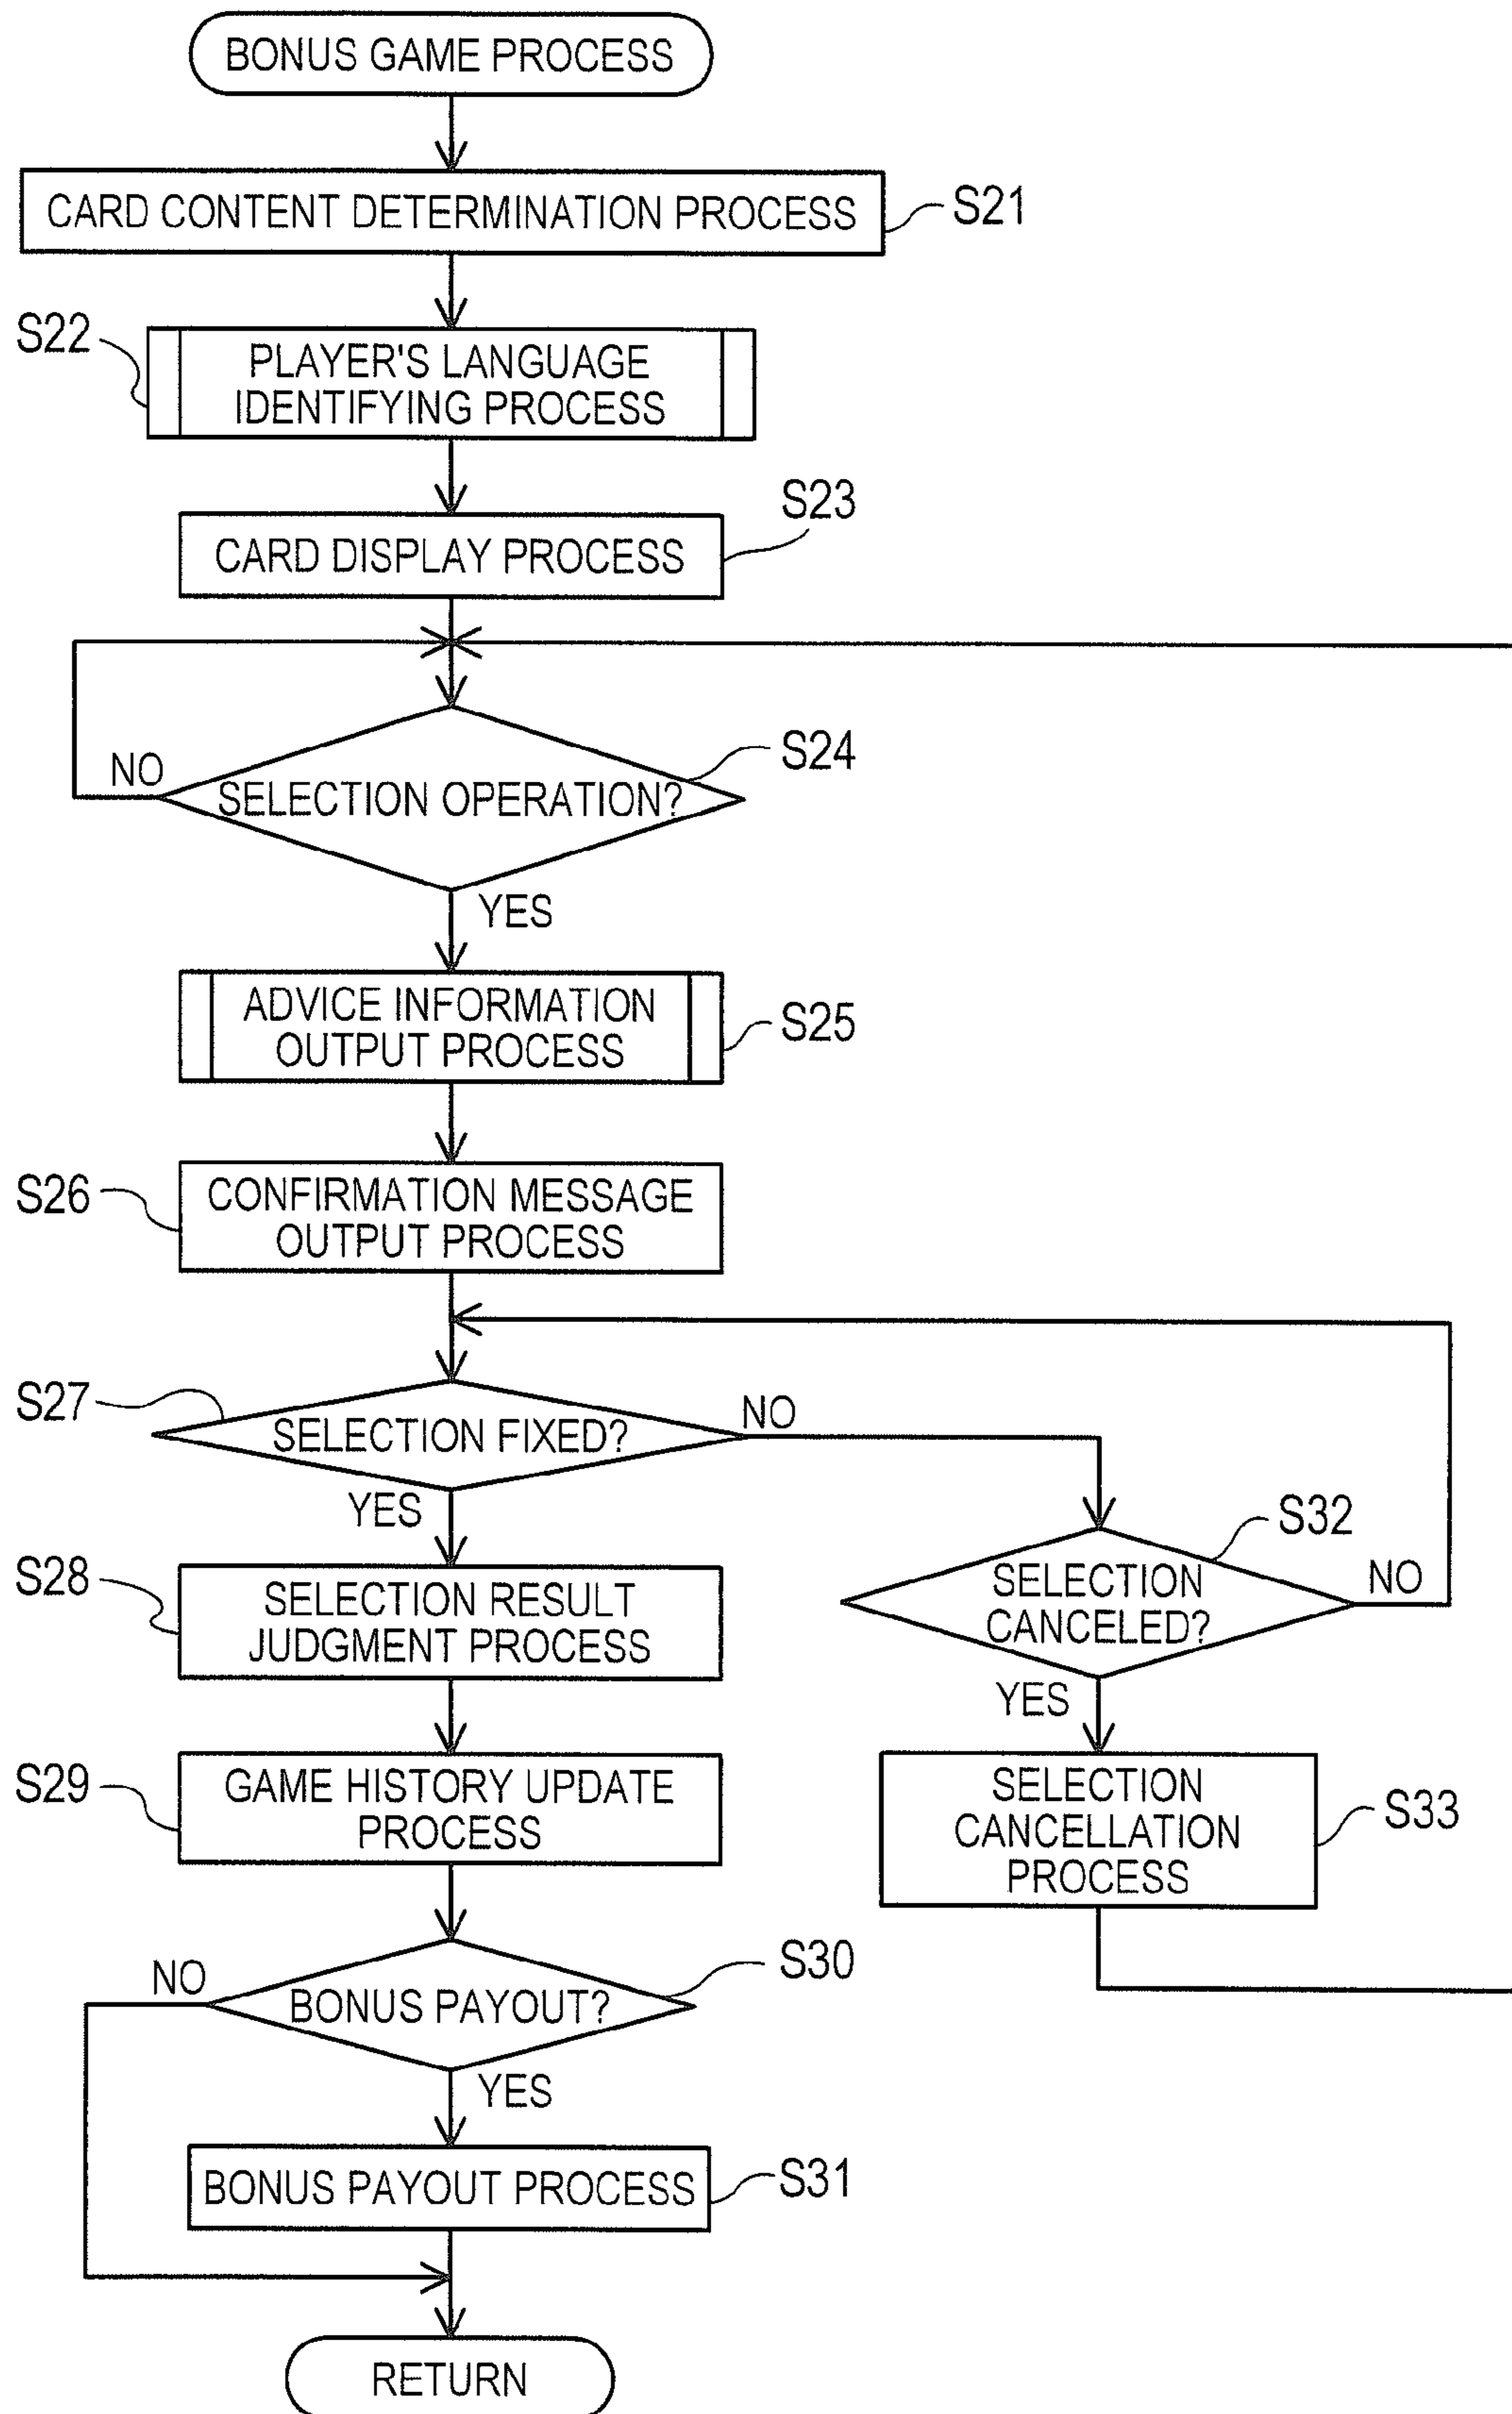 BONUS GAME PROCESS
CARD CONTENT DETERMINATION PROCESS
S21
S22
PLAYER'S LANGUAGE
IDENTIFYING PROCESS
S23
CARD DISPLAY PROCESS
S24
NO
SELECTION OPERATION?
YES
ADVICE INFORMATION
OUTPUT PROCESS
S25
S26
CONFIRMATION MESSAGE
OUTPUT PROCESS
S27
SELECTION FIXED?
NO
YES
S32
SELECTION
CANCELED?
NO
YES
S28
SELECTION RESULT
JUDGMENT PROCESS
S29
GAME HISTORY UPDATE
PROCESS
SELECTION
CANCELLATION
PROCESS
S33
S30
NO
BONUS PAYOUT?
YES
BONUS PAYOUT PROCESS
S31
RETURN